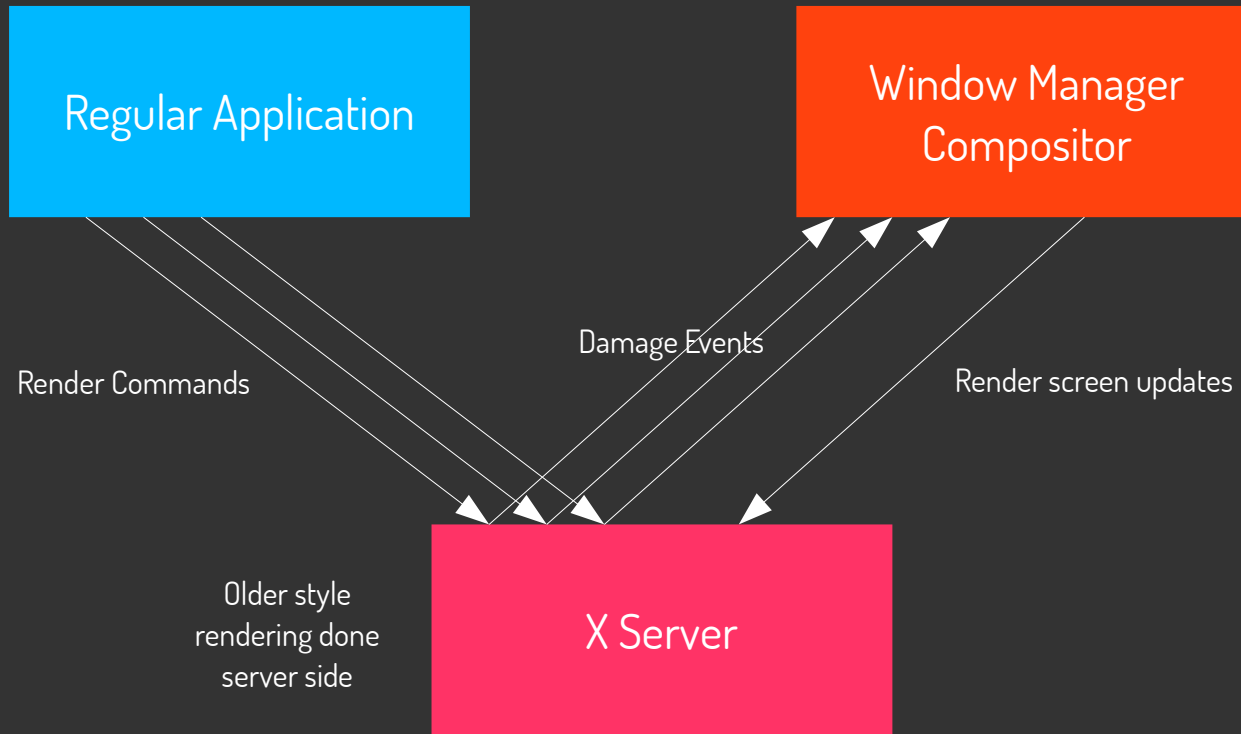 Regular Application
Window Manager
Compositor
Damage Events
Render Commands
Render screen updates
Older style
rendering done
server side
X Server